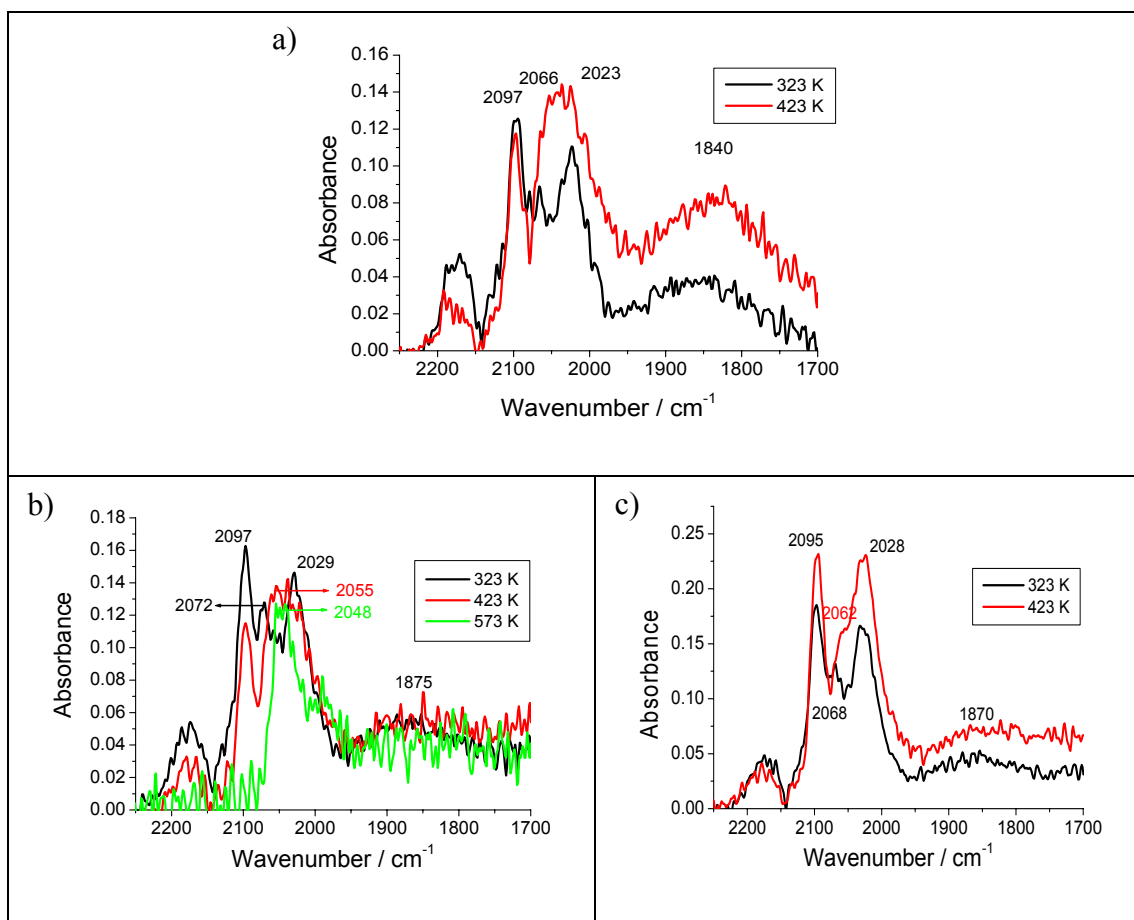 a)
0.16
0.14
0.12
0.10
0.08
0.06
0.04
0.02
0.00
Absorbance
2097
2066
2023
1840
323 K
423 K
2200 2100 2000 1900 1800 1700
Wavenumber / cm⁻¹
b)
0.18
0.16
0.14
0.12
0.10
0.08
0.06
0.04
0.02
0.00
Absorbance
2097
2029
2072
2055
2048
1875
323 K
423 K
573 K
2200 2100 2000 1900 1800 1700
Wavenumber / cm⁻¹
c)
0.25
0.20
0.15
0.10
0.05
0.00
Absorbance
2095
2028
2062
2068
1870
323 K
423 K
2200 2100 2000 1900 1800 1700
Wavenumber / cm⁻¹